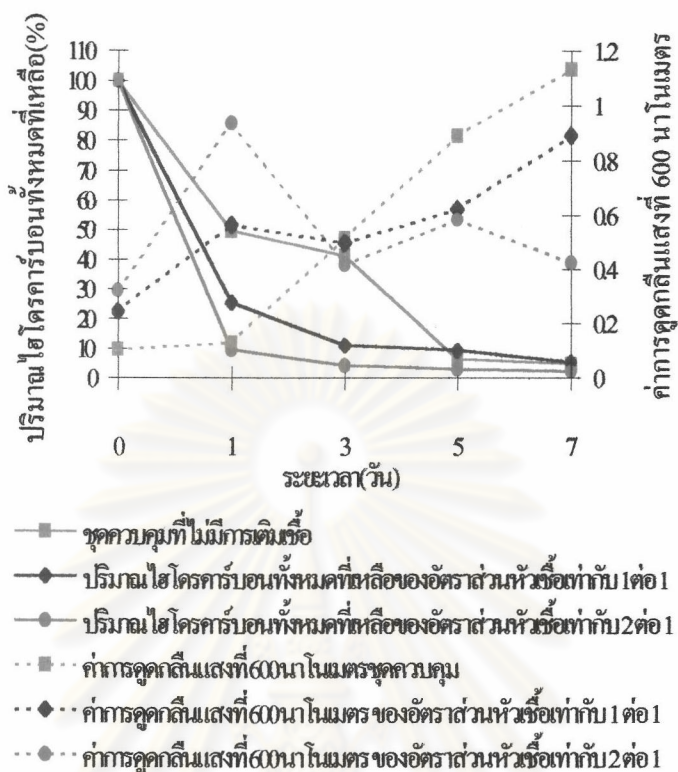 ปริมาณไฮโดรคาร์บอนทั้งหมดที่เหลือ(%)
110
100
90
80
70
60
50
40
30
20
10
0
1.2
1
0.8
0.6
0.4
0.2
0
ค่าการดูดกลืนแสงที่ 600 นาโนเมตร
0 1 3 5 7
ระยะเวลา(วัน)
ชุดควบคุมที่ไม่มีการเติมเชื้อ
ปริมาณไฮโดรคาร์บอนทั้งหมดที่เหลือของอัตราส่วนหัวเชื้อเท่ากับ 1ต่อ1
ปริมาณไฮโดรคาร์บอนทั้งหมดที่เหลือของอัตราส่วนหัวเชื้อเท่ากับ 2ต่อ1
ค่าการดูดกลืนแสงที่600นาโนเมตรชุดควบคุม
ค่าการดูดกลืนแสงที่600นาโนเมตร ของอัตราส่วนหัวเชื้อเท่ากับ 1ต่อ1
ค่าการดูดกลืนแสงที่600นาโนเมตร ของอัตราส่วนหัวเชื้อเท่ากับ2ต่อ1